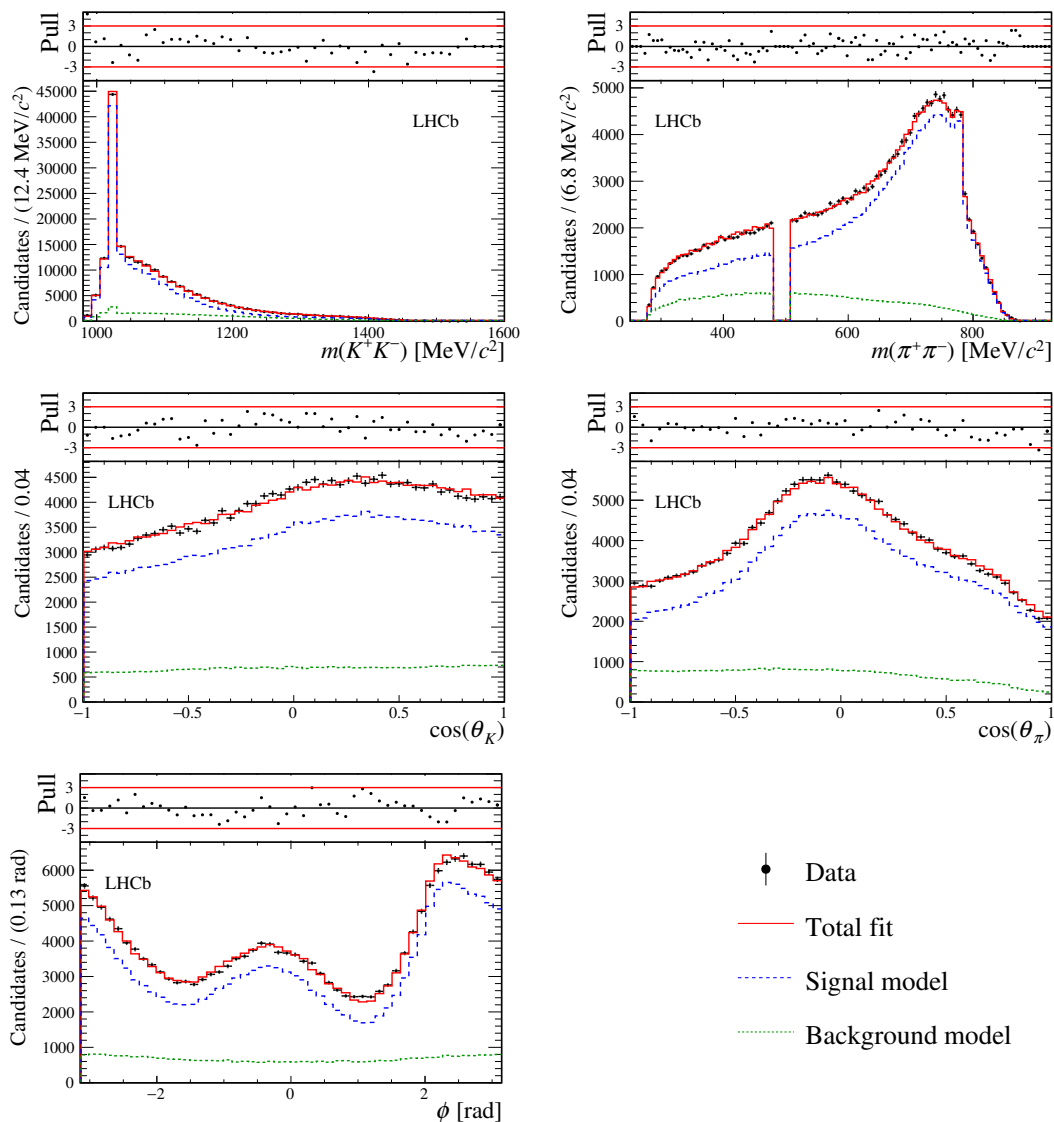 Pull
3
0
−3
Candidates / (12.4 MeV/c²)
45000
40000
35000
30000
25000
20000
15000
10000
5000
0
LHCb
1000 1200 1400 1600
m(K⁺K⁻) [MeV/c²]
Pull
3
0
−3
Candidates / (6.8 MeV/c²)
5000
4000
3000
2000
1000
0
LHCb
400 600 800
m(π⁺π⁻) [MeV/c²]
Pull
3
0
−3
Candidates / 0.04
4500
4000
3500
3000
2500
2000
1500
1000
500
0
LHCb
−1 −0.5 0 0.5 1
cos(θ_K)
Pull
3
0
−3
Candidates / 0.04
5000
4000
3000
2000
1000
0
LHCb
−1 −0.5 0 0.5 1
cos(θ_π)
Pull
3
0
−3
Candidates / (0.13 rad)
6000
5000
4000
3000
2000
1000
0
LHCb
−2 0 2
ϕ [rad]
Data
Total fit
Signal model
Background model